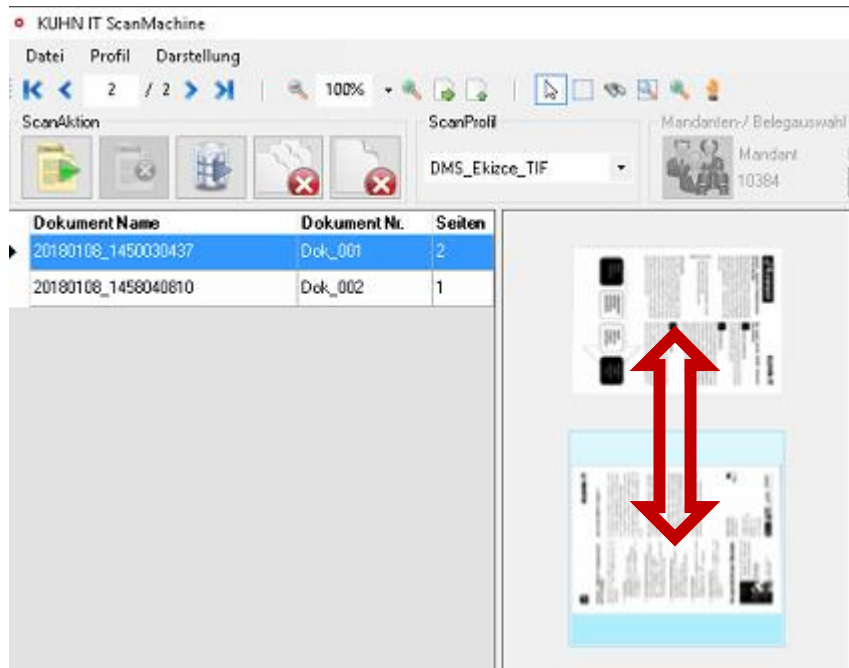 KUHN IT ScanMachine
Datei Profil Darstellung
2 / 2 100%
ScanAktion ScanProfil Mandanten-/ Belegauswahl
DMS_Ekizce_TIF Mandant
10384
Dokument Name Dokument Nr. Seiten
20180108_1450030437 Dok_001 2
20180108_1458040810 Dok_002 1